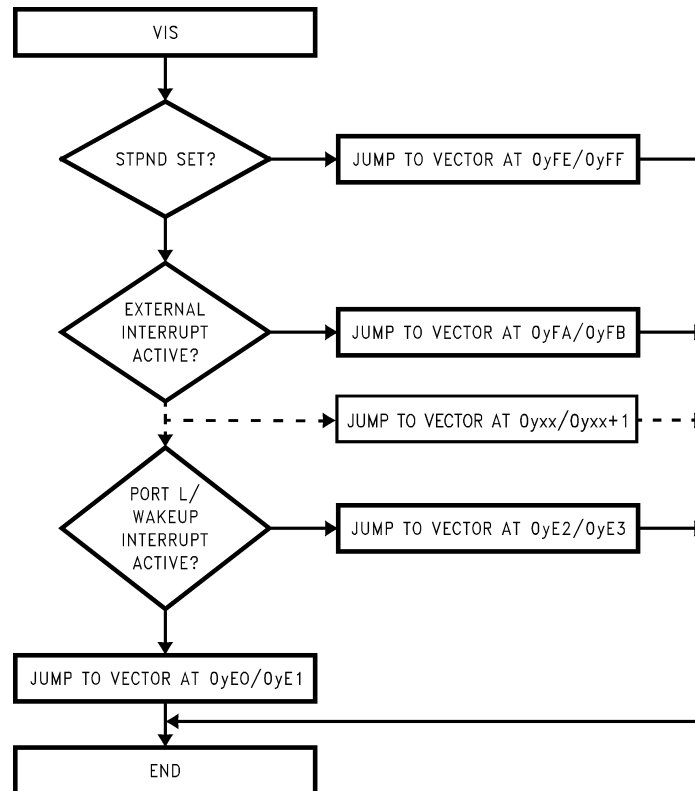 VIS
STPND SET?
JUMP TO VECTOR AT 0yFE/0yFF
EXTERNAL
INTERRUPT
ACTIVE?
JUMP TO VECTOR AT 0yFA/0yFB
JUMP TO VECTOR AT 0yxx/0yxx+1
PORT L/
WAKEUP
INTERRUPT
ACTIVE?
JUMP TO VECTOR AT 0yE2/0yE3
JUMP TO VECTOR AT 0yE0/0yE1
END